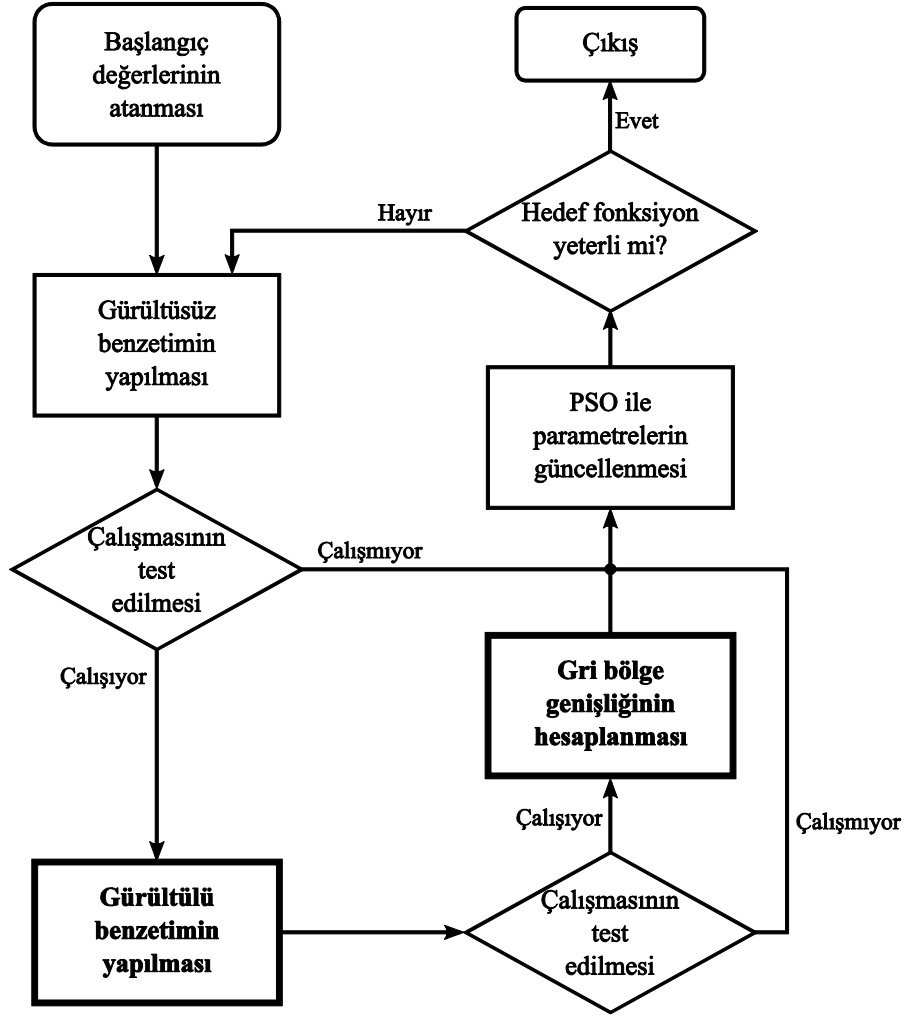 Başlangıç
değerlerinin
atanması
Çıkış
Evet
Hedef fonksiyon
yeterli mi?
Hayır
Gürültüsüz
benzetimin
yapılması
PSO ile
parametrelerin
güncellenmesi
Çalışmasının
test
edilmesi
Çalışmıyor
Çalışıyor
Gri bölge
genişliğinin
hesaplanması
Çalışıyor
Çalışmıyor
Gürültülü
benzetimin
yapılması
Çalışmasının
test
edilmesi